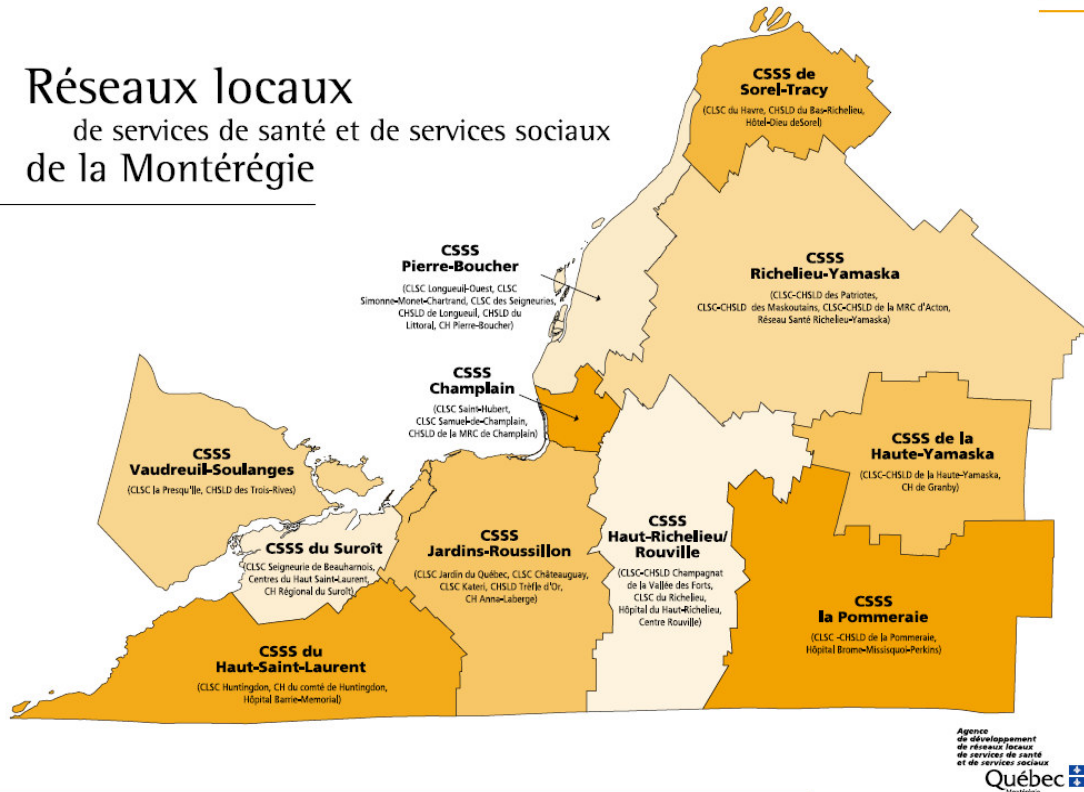 Réseaux locaux
de services de santé et de services sociaux
de la Montérégie
CSSS de
Sorel-Tracy
(CLSC du Havre, CHSLD du Bas-Richelieu,
Hôtel-Dieu deSorel)
CSSS
Pierre-Boucher
(CLSC Longueuil-Ouest, CLSC
Simonne-Monet-Chartrand, CLSC des Seigneuries,
CHSLD de Longueuil, CHSLD du
Littoral, CH Pierre-Boucher)
CSSS
Richelieu-Yamaska
(CLSC-CHSLD des Patriotes,
CLSC-CHSLD des Maskoutains, CLSC-CHSLD de la MRC d'Acton,
Réseau Santé Richelieu-Yamaska)
CSSS
Champlain
(CLSC Saint-Hubert,
CLSC Samuel-de-Champlain,
CHSLD de la MRC de Champlain)
CSSS
Vaudreuil-Soulanges
(CLSC la Presqu'île, CHSLD des Trois-Rives)
CSSS de la
Haute-Yamaska
(CLSC-CHSLD de la Haute-Yamaska,
CH de Granby)
CSSS du Suroît
(CLSC Seigneurie de Beauharnois,
Centres du Haut Saint-Laurent,
CH Régional du Suroît)
CSSS
Jardins-Roussillon
(CLSC Jardin du Québec, CLSC Châteauguay,
CLSC Kateri, CHSLD Trèfle d'Or,
CH Anna-Laberge)
CSSS
Haut-Richelieu/
Rouville
(CLSC-CHSLD Champagnat
de la Vallée des Forts,
CLSC du Richelieu,
Hôpital du Haut-Richelieu,
Centre Rouville)
CSSS
la Pommeraie
(CLSC -CHSLD de la Pommeraie,
Hôpital Brome-Missisquoi-Perkins)
CSSS du
Haut-Saint-Laurent
(CLSC Huntingdon, CH du comté de Huntingdon,
Hôpital Barrie-Memorial)
Agence
de développement
de réseaux locaux
de services de santé
et de services sociaux
Québec
Montérégie